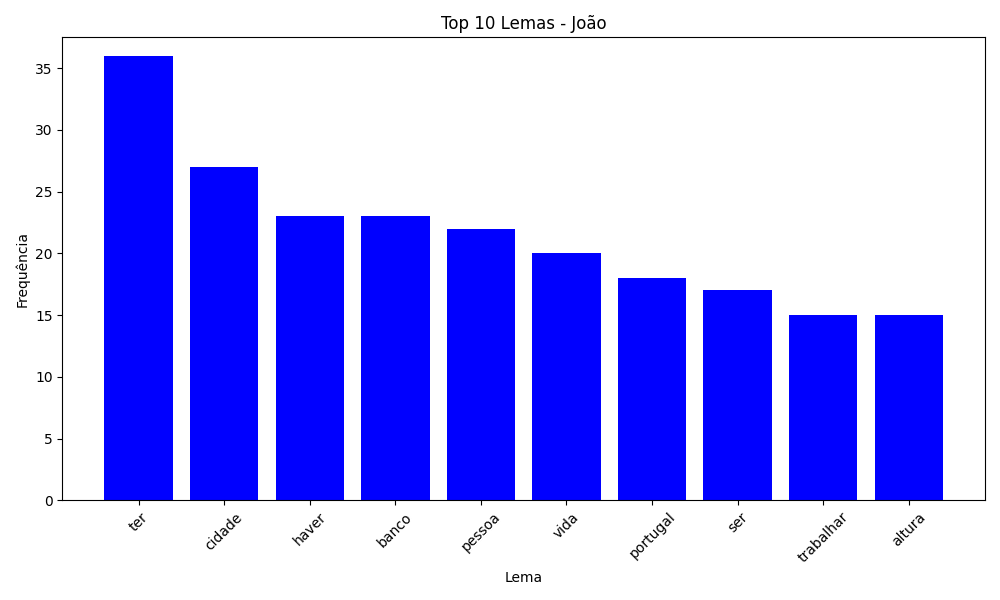 Top 10 Lemas - João
Frequência
35
30
25
20
15
10
5
0
ter
cidade
haver
banco
pessoa
vida
portugal
ser
trabalhar
altura
Lema